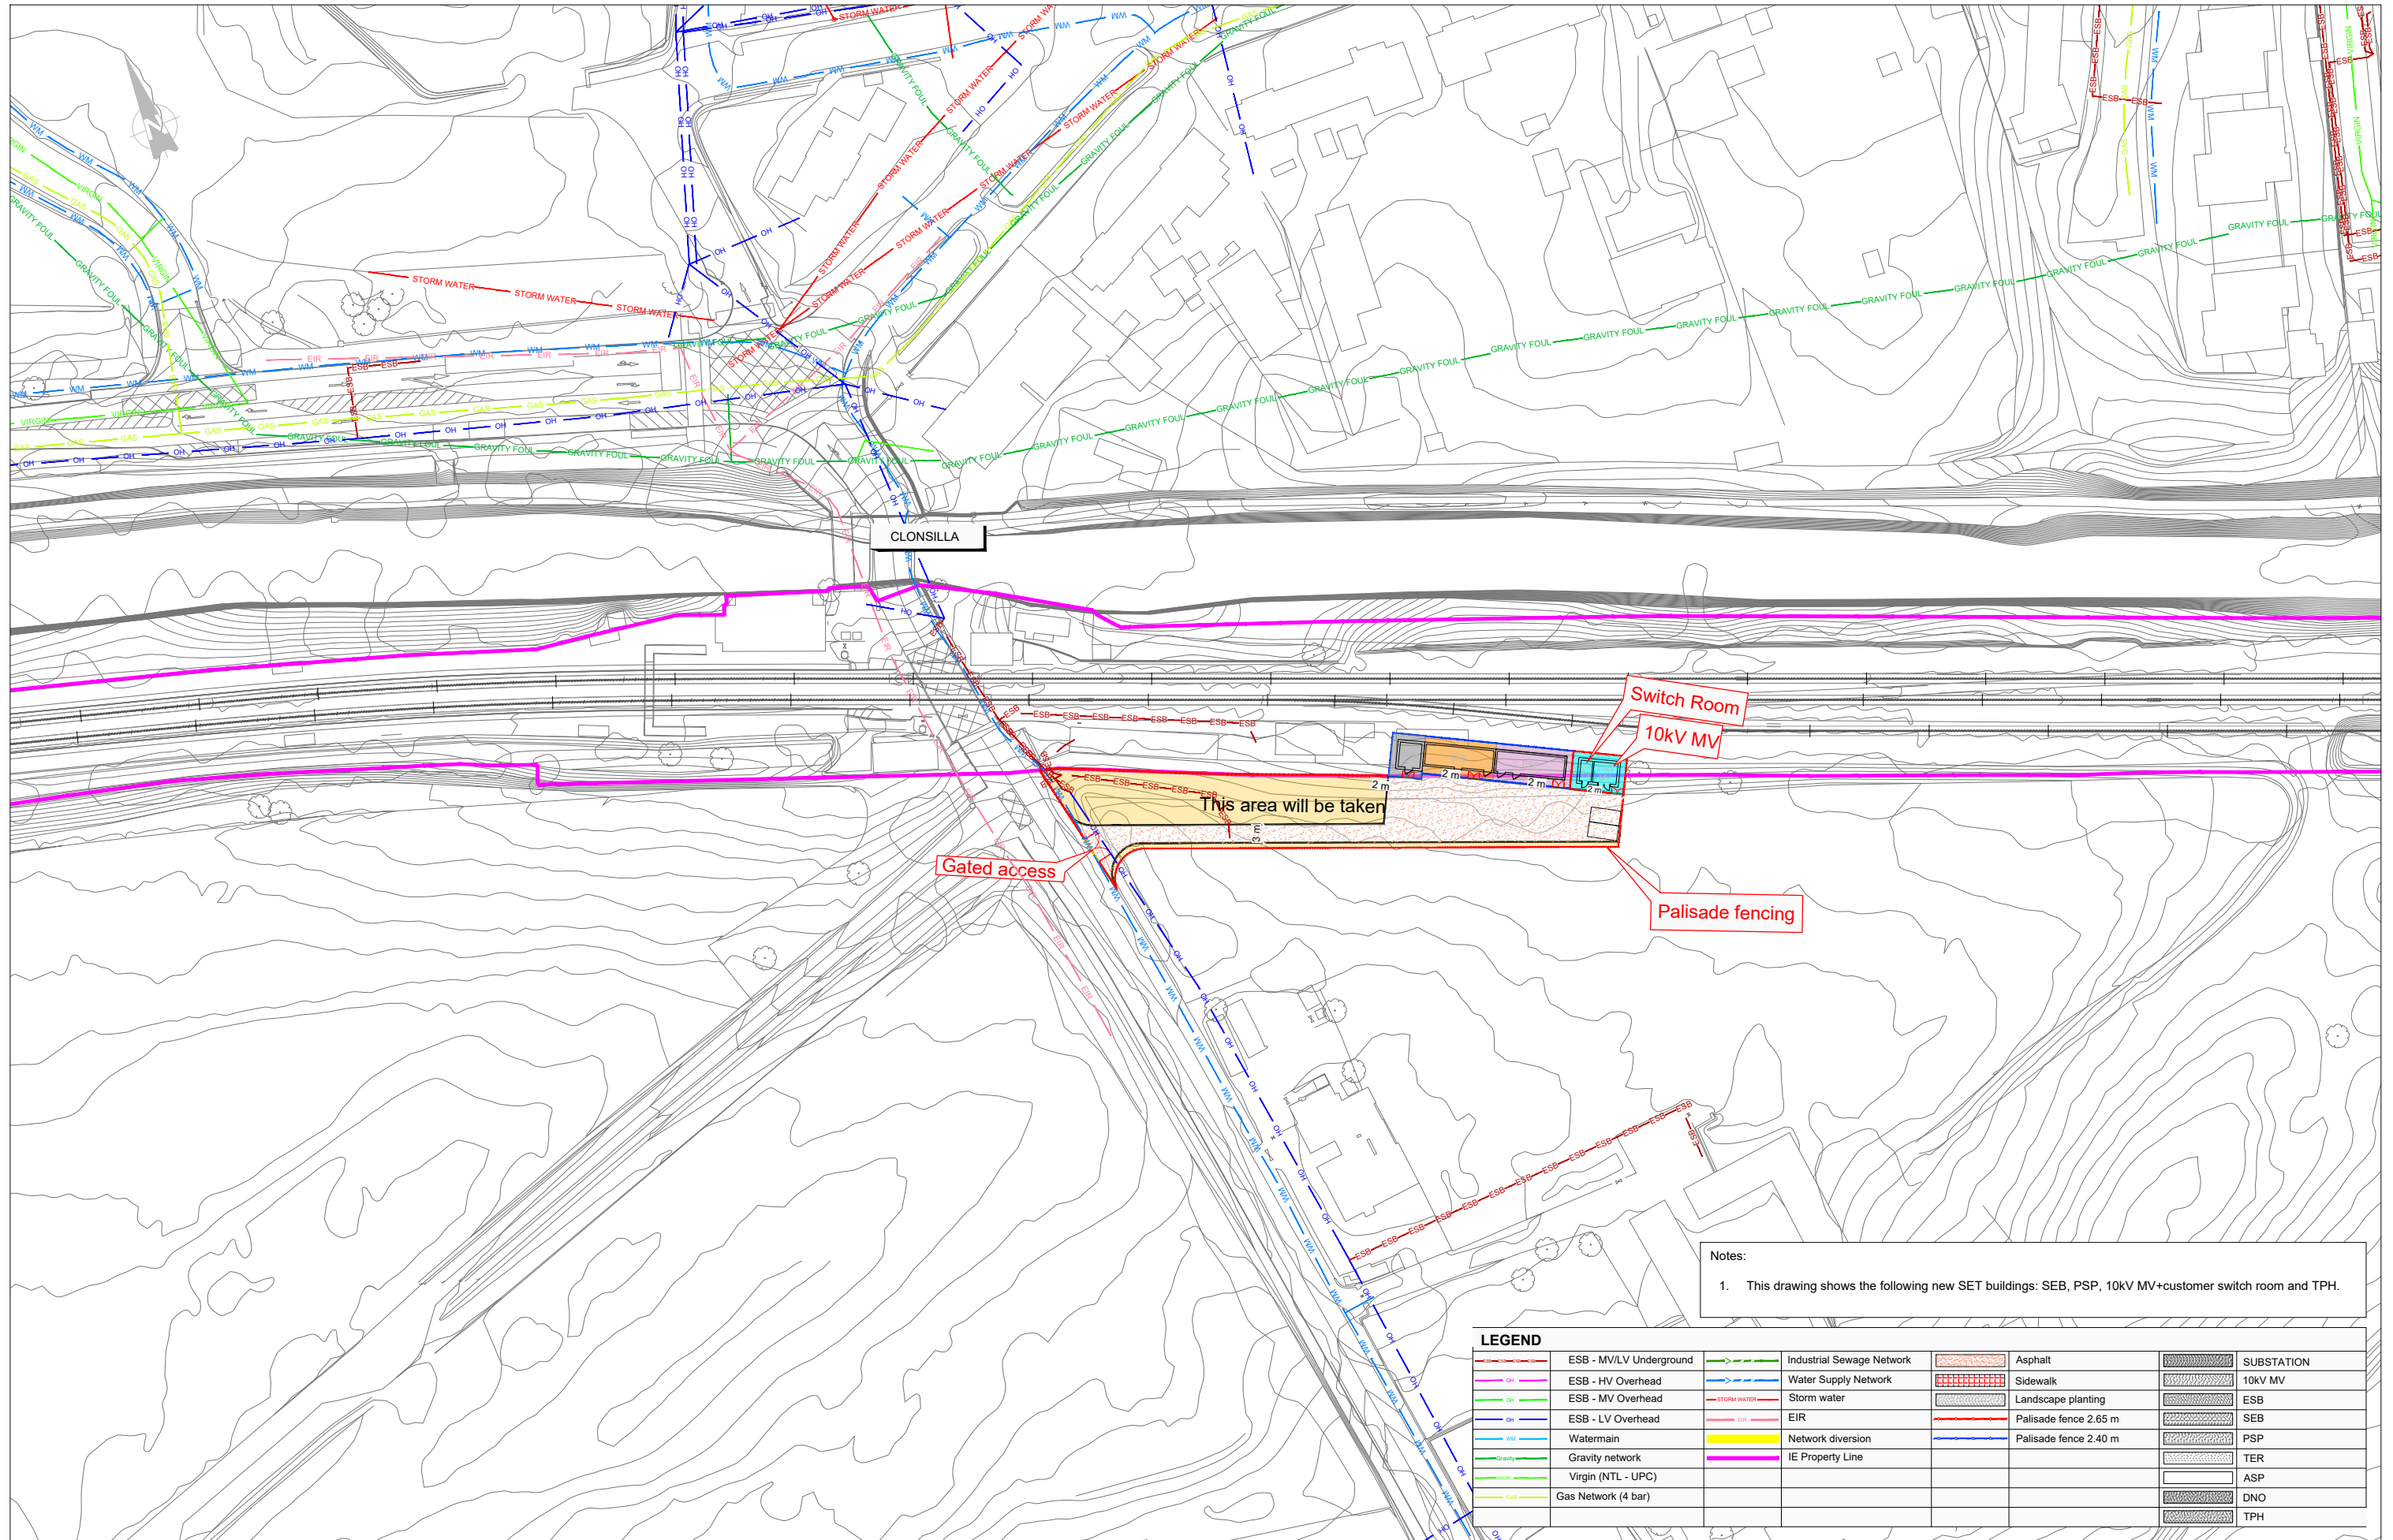 CLONSILLA
Switch Room
10kV MV
This area will be taken
2 m
2 m
2 m
2 m
3 m
Gated access
Palisade fencing
STORM WATER
GRAVITY FOUL
WM
OH
GAS
VIRGIN
EIR
ESB
Notes:
1. This drawing shows the following new SET buildings: SEB, PSP, 10kV MV+customer switch room and TPH.
LEGEND
ESB - MV/LV Underground
ESB - HV Overhead
ESB - MV Overhead
ESB - LV Overhead
Watermain
Gravity network
Virgin (NTL - UPC)
Gas Network (4 bar)
Industrial Sewage Network
Water Supply Network
Storm water
EIR
Network diversion
IE Property Line
Asphalt
Sidewalk
Landscape planting
Palisade fence 2.65 m
Palisade fence 2.40 m
SUBSTATION
10kV MV
ESB
SEB
PSP
TER
ASP
DNO
TPH